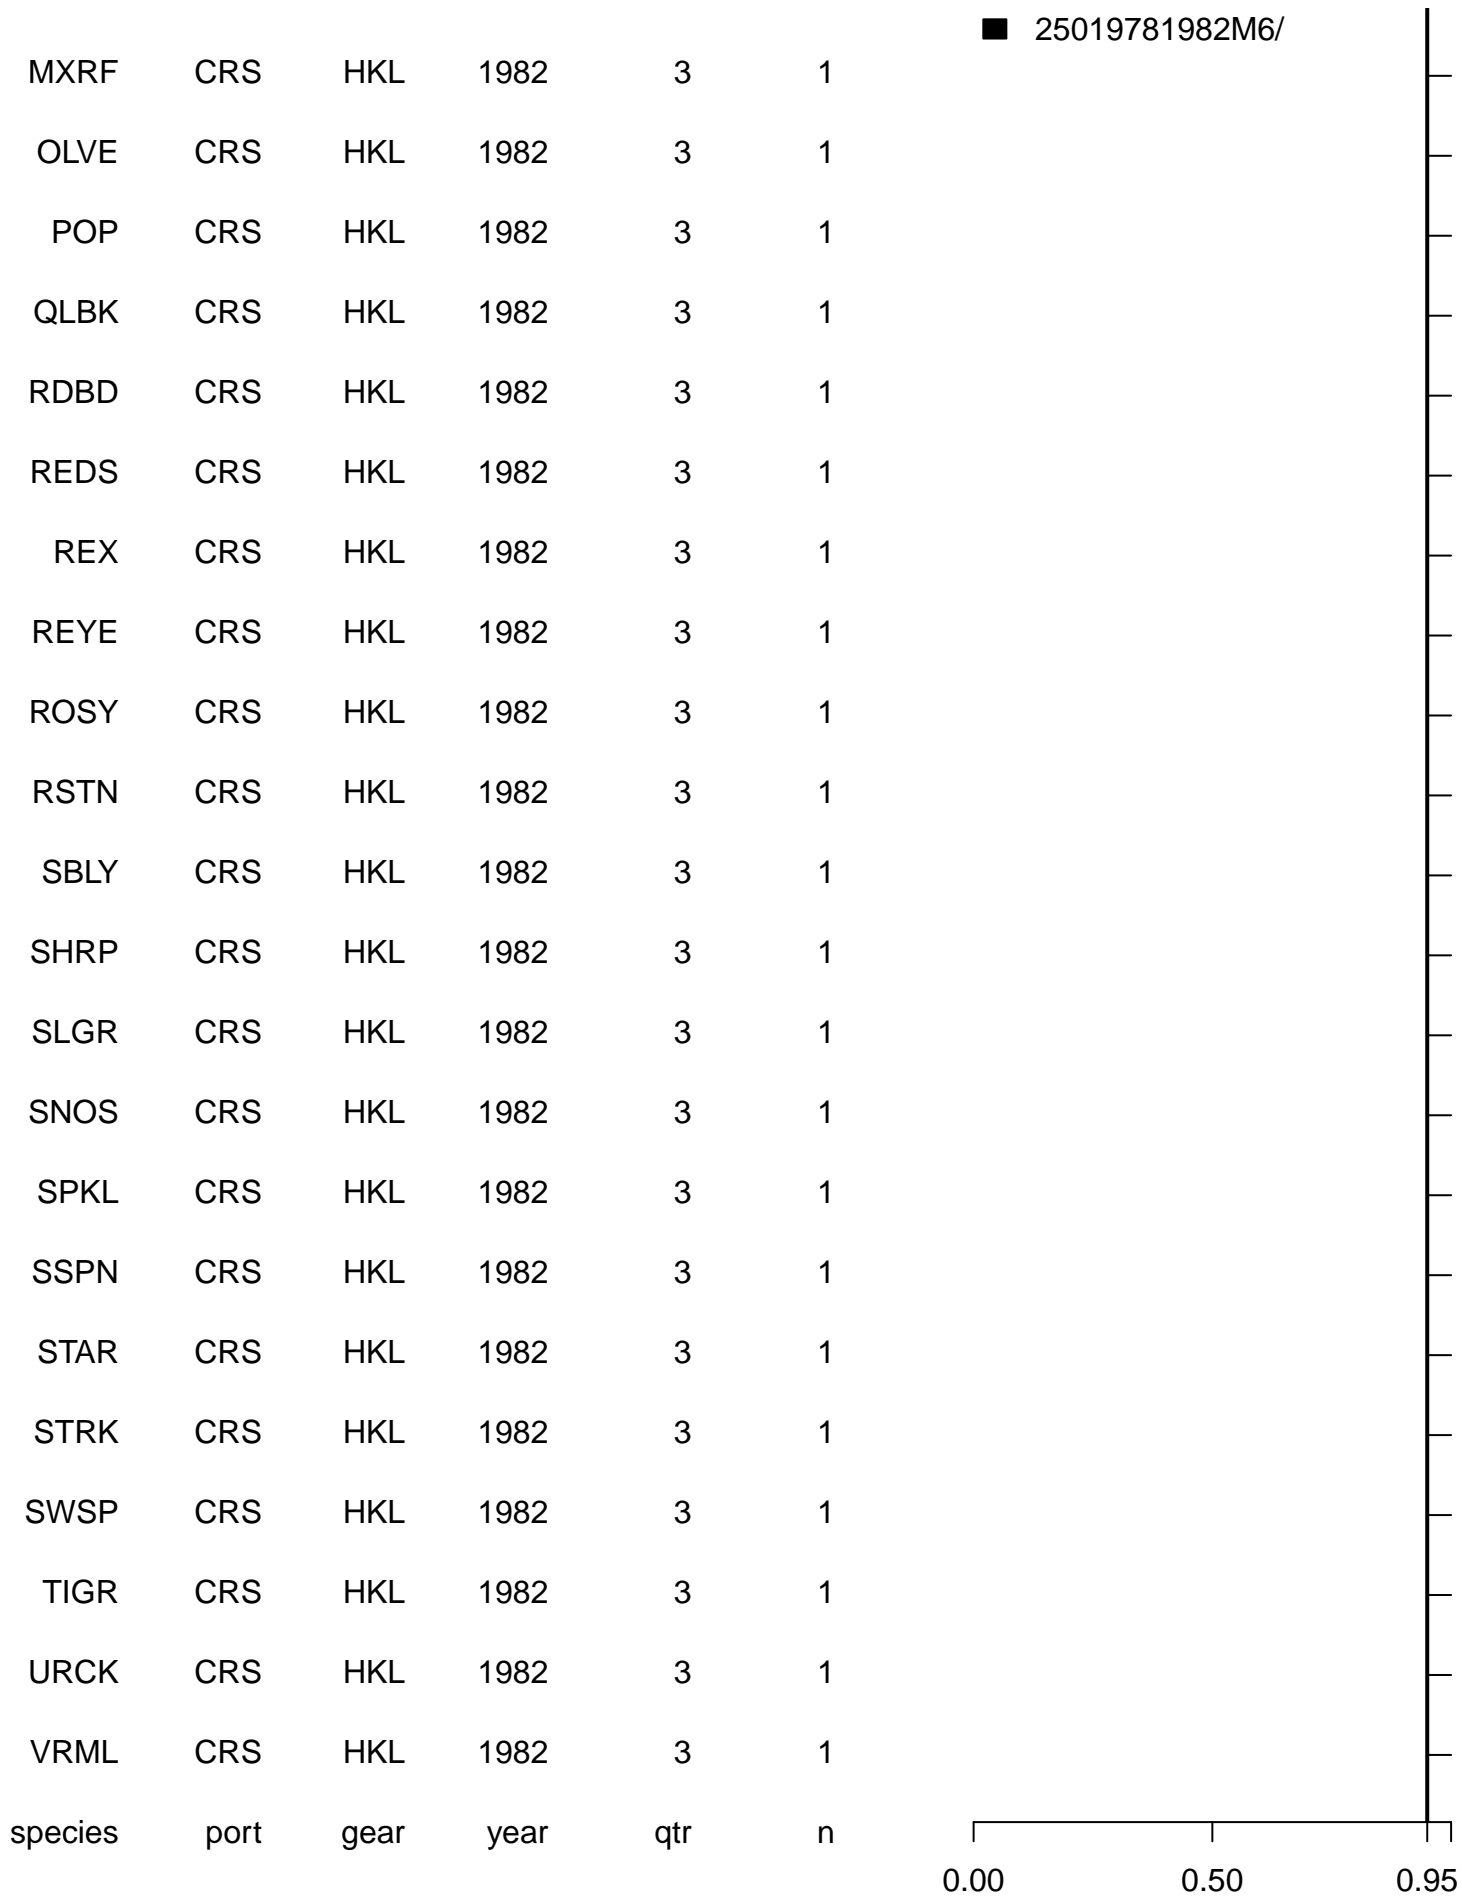 25019781982M6/
MXRF CRS HKL 1982 3 1
OLVE CRS HKL 1982 3 1
POP CRS HKL 1982 3 1
QLBK CRS HKL 1982 3 1
RDBD CRS HKL 1982 3 1
REDS CRS HKL 1982 3 1
REX CRS HKL 1982 3 1
REYE CRS HKL 1982 3 1
ROSY CRS HKL 1982 3 1
RSTN CRS HKL 1982 3 1
SBLY CRS HKL 1982 3 1
SHRP CRS HKL 1982 3 1
SLGR CRS HKL 1982 3 1
SNOS CRS HKL 1982 3 1
SPKL CRS HKL 1982 3 1
SSPN CRS HKL 1982 3 1
STAR CRS HKL 1982 3 1
STRK CRS HKL 1982 3 1
SWSP CRS HKL 1982 3 1
TIGR CRS HKL 1982 3 1
URCK CRS HKL 1982 3 1
VRML CRS HKL 1982 3 1
species port gear year qtr n
0.00 0.50 0.95